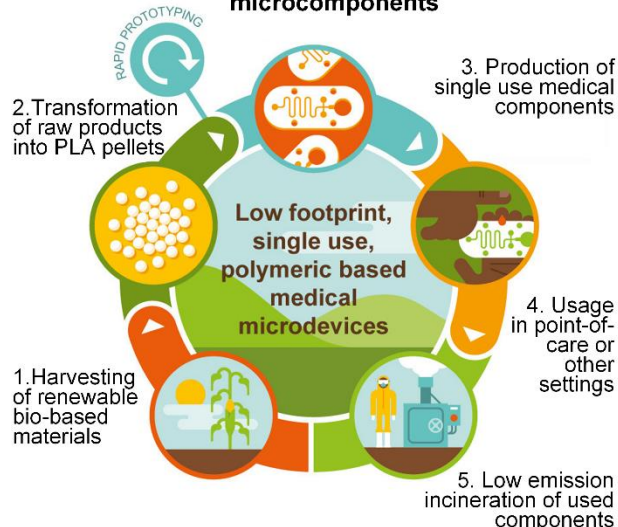 microcomponents
RAPID PROTOTYPING
3. Production of
single use medical
components
2.Transformation
of raw products
into PLA pellets
Low footprint,
single use,
polymeric based
medical
microdevices
4. Usage
in point-of-
care or
other
settings
1.Harvesting
of renewable
bio-based
materials
5. Low emission
incineration of used
components